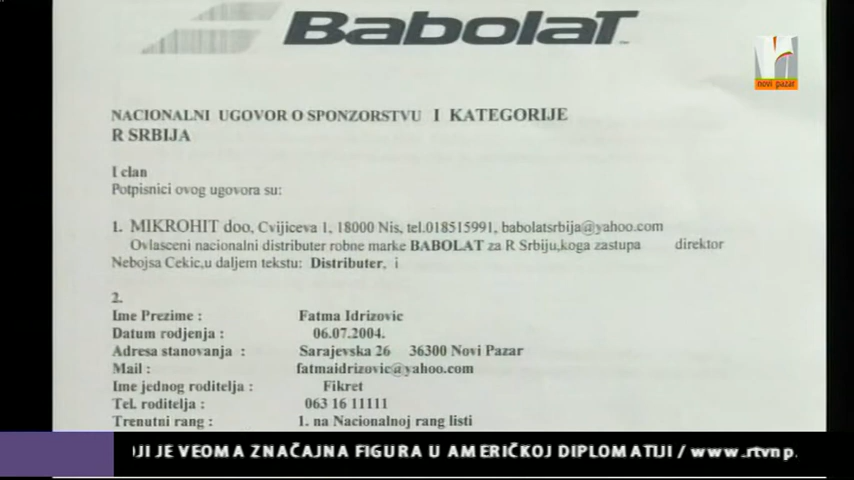 BABOLAT
novi pazar
NACIONALNI UGOVOR O SPONZORSTVU I KATEGORIJE
R SRBIJA
I clan
Potpisnici ovog ugovora su:
1. MIKROHIT doo, Cvijiceva 1, 18000 Nis, tel.018515991, babolatsrbija@yahoo.com
Ovlasceni nacionalni distributer robne marke BABOLAT za R Srbiju,koga zastupa direktor
Nebojsa Cekic,u daljem tekstu: Distributer, i
2.
Ime Prezime : Fatma Idrizovic
Datum rodjenja : 06.07.2004.
Adresa stanovanja : Sarajevska 26 36300 Novi Pazar
Mail : fatmaidrizovic@yahoo.com
Ime jednog roditelja : Fikret
Tel. roditelja : 063 16 11111
Trenutni rang : 1. na Nacionalnoj rang listi
OJI JE VEOMA ZNAČAJNA FIGURA U AMERIČKOJ DIPLOMATIJI / www.rtvnp.